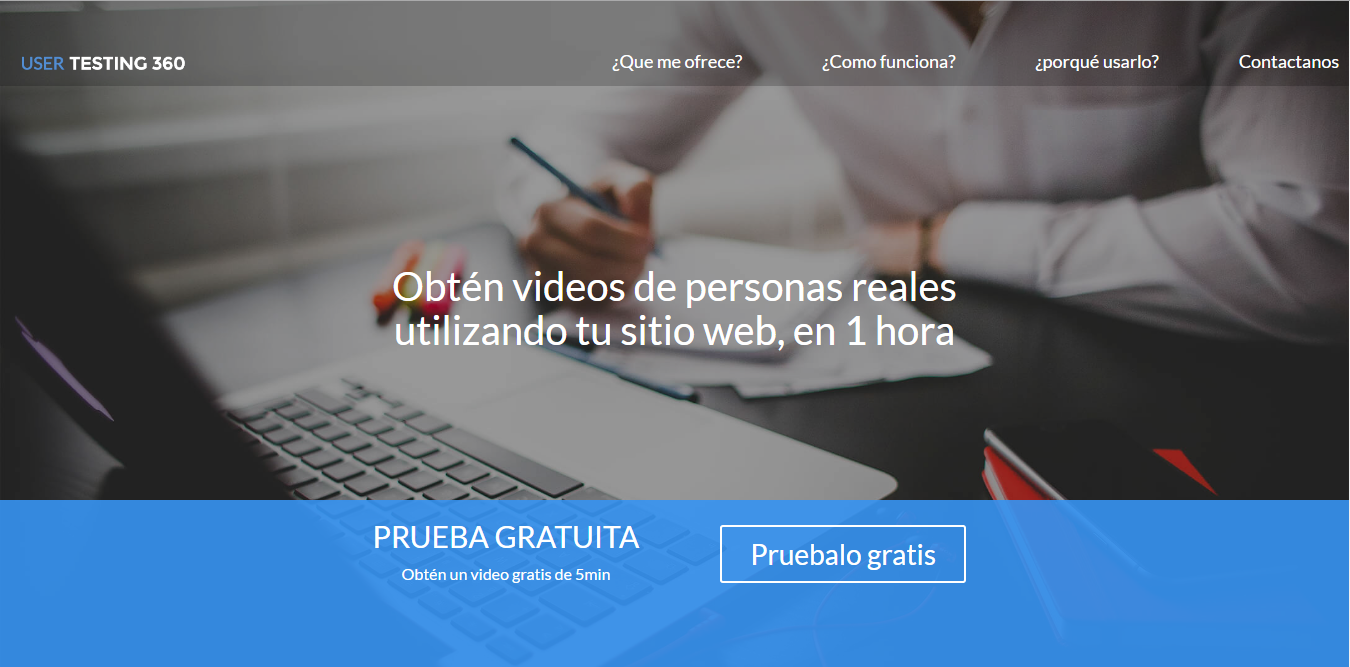 USER TESTING 360
¿Que me ofrece?
¿Como funciona?
¿porqué usarlo?
Contactanos
Obtén videos de personas reales
utilizando tu sitio web, en 1 hora
PRUEBA GRATUITA
Obtén un video gratis de 5min
Pruebalo gratis